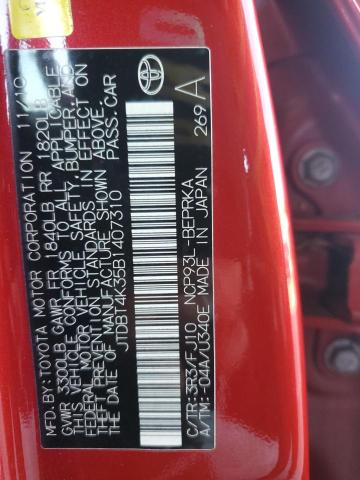 MFD.BY:TOYOTA MOTOR CORPORATION 11/10
GVWR 3300LB GAWR FR 1840LB RR 1820LB
THIS VEHICLE CONFORMS TO ALL APPLICABLE
FEDERAL MOTOR VEHICLE SAFETY, BUMPER, AND
THEFT PREVENTION STANDARDS IN EFFECT ON
THE DATE OF MANUFACTURE SHOWN ABOVE.
JTDBT4K35B1407310 PASS.CAR
C/TR:3R3/FJ10 NCP93L-BEPRKA
A/TM:-04A/U340E MADE IN JAPAN
269 A
TOYOTA